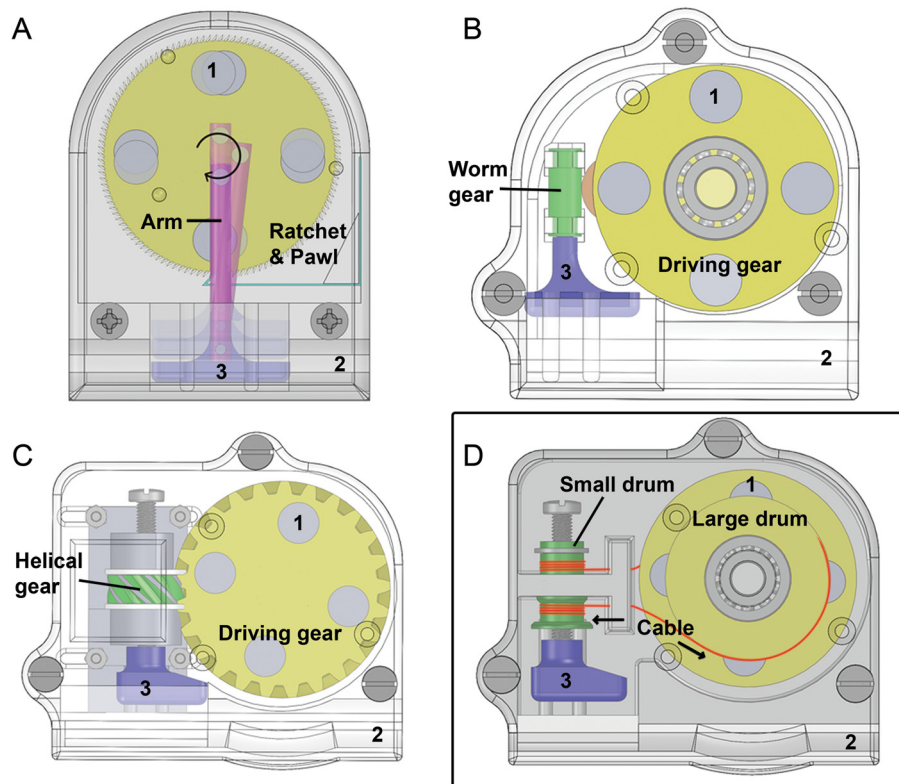 A
1
Arm
Ratchet
& Pawl
3
2
B
1
Worm
gear
3
Driving gear
2
C
1
Helical
gear
Driving gear
3
2
D
Small drum
1
Large drum
Cable
3
2